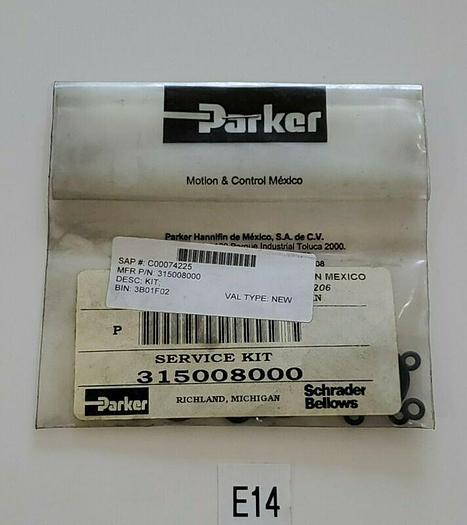 Parker
Motion & Control México
Parker Hannifin de México, S.A. de C.V.
Parque Industrial Toluca 2000.
SAP #: C00074225
MFR P/N: 315008000
DESC: KIT;
BIN: 3B01F02
VAL TYPE: NEW
MEXICO
P
SERVICE KIT
315008000
Parker
RICHLAND, MICHIGAN
Schrader
Bellows
E14